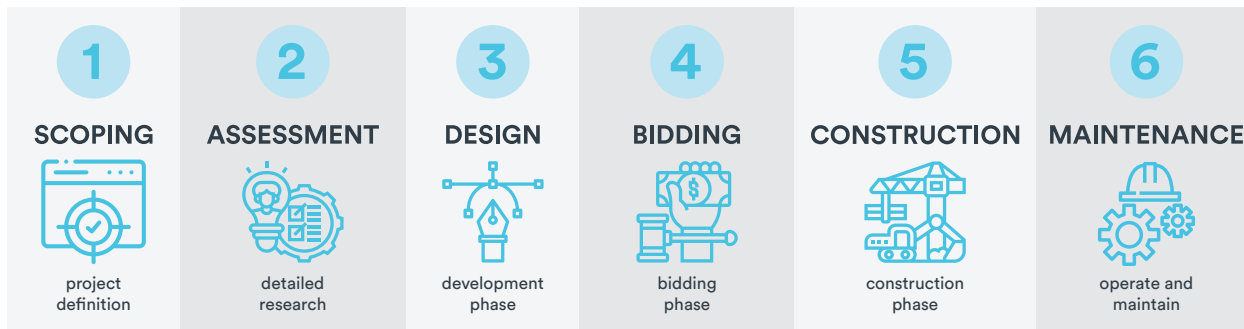 1
SCOPING
project
definition
2
ASSESSMENT
detailed
research
3
DESIGN
development
phase
4
BIDDING
$
bidding
phase
5
CONSTRUCTION
construction
phase
6
MAINTENANCE
operate and
maintain